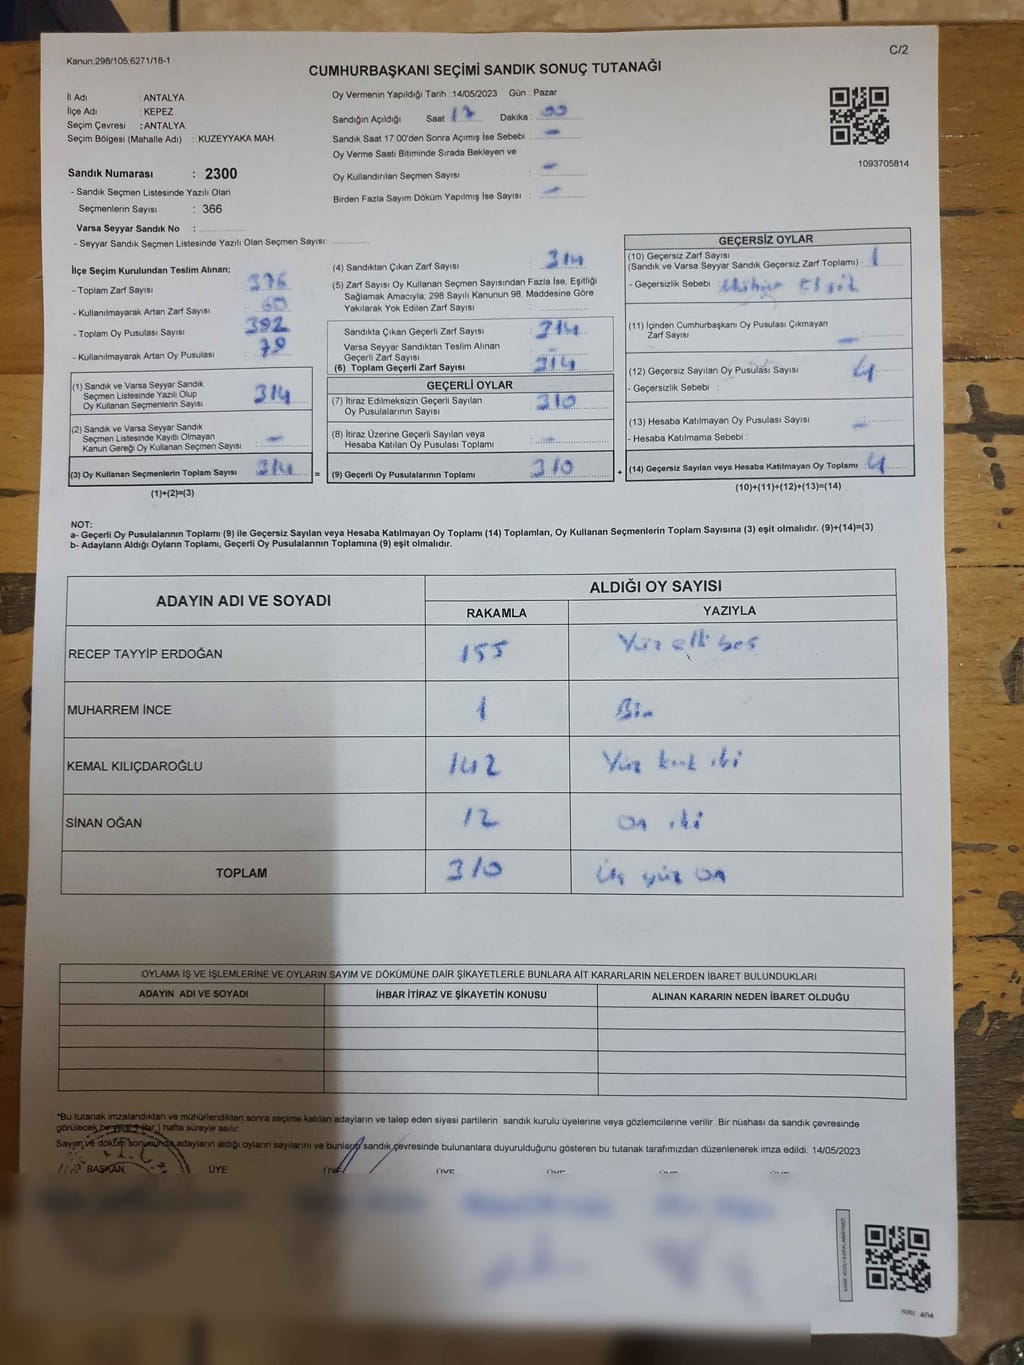 Kanun:298/105,6271/18-1
C/2
CUMHURBAŞKANI SEÇİMİ SANDIK SONUÇ TUTANAĞI
İl Adı : ANTALYA
İlçe Adı : KEPEZ
Seçim Çevresi : ANTALYA
Seçim Bölgesi (Mahalle Adı) : KUZEYYAKA MAH.
Oy Vermenin Yapıldığı Tarih :14/05/2023 Gün : Pazar
Sandığın Açıldığı Saat 17 Dakika : 00
Sandık Saat 17:00'den Sonra Açımış İse Sebebi : -
Oy Verme Saati Bitiminde Sırada Bekleyen ve
Oy Kullandırılan Seçmen Sayısı : -
Birden Fazla Sayım Döküm Yapılmış İse Sayısı : -
1093705814
Sandık Numarası : 2300
- Sandık Seçmen Listesinde Yazılı Olan
Seçmenlerin Sayısı : 366
Varsa Seyyar Sandık No :
- Seyyar Sandık Seçmen Listesinde Yazılı Olan Seçmen Sayısı:
İlçe Seçim Kurulundan Teslim Alınan;
- Toplam Zarf Sayısı : 376
- Kullanılmayarak Artan Zarf Sayısı : 60
- Toplam Oy Pusulası Sayısı : 392
- Kullanılmayarak Artan Oy Pusulası : 78
(1) Sandık ve Varsa Seyyar Sandık
Seçmen Listesinde Yazılı Olup
Oy Kullanan Seçmenlerin Sayısı : 314
(2) Sandık ve Varsa Seyyar Sandık
Seçmen Listesinde Kayıtlı Olmayan
Kanun Gereği Oy Kullanan Seçmen Sayısı : -
(3) Oy Kullanan Seçmenlerin Toplam Sayısı : 314
(1)+(2)=(3)
=
(4) Sandıktan Çıkan Zarf Sayısı : 314
(5) Zarf Sayısı Oy Kullanan Seçmen Sayısından Fazla İse, Eşitliği
Sağlamak Amacıyla, 298 Sayılı Kanunun 98. Maddesine Göre
Yakılarak Yok Edilen Zarf Sayısı :
Sandıkta Çıkan Geçerli Zarf Sayısı : 314
Varsa Seyyar Sandıktan Teslim Alınan
Geçerli Zarf Sayısı : -
(6) Toplam Geçerli Zarf Sayısı : 314
GEÇERLİ OYLAR
(7) İtiraz Edilmeksizin Geçerli Sayılan
Oy Pusulalarının Sayısı : 310
(8) İtiraz Üzerine Geçerli Sayılan veya
Hesaba Katılan Oy Pusulası Toplamı : -
(9) Geçerli Oy Pusulalarının Toplamı : 310
+
GEÇERSİZ OYLAR
(10) Geçersiz Zarf Sayısı
(Sandık ve Varsa Seyyar Sandık Geçersiz Zarf Toplamı) : 1
- Geçersizlik Sebebi :
(11) İçinden Cumhurbaşkanı Oy Pusulası Çıkmayan
Zarf Sayısı : -
(12) Geçersiz Sayılan Oy Pusulası Sayısı : 4
- Geçersizlik Sebebi :
(13) Hesaba Katılmayan Oy Pusulası Sayısı : -
- Hesaba Katılmama Sebebi :
(14) Geçersiz Sayılan veya Hesaba Katılmayan Oy Toplamı : 4
(10)+(11)+(12)+(13)=(14)
NOT:
a- Geçerli Oy Pusulalarının Toplamı (9) ile Geçersiz Sayılan veya Hesaba Katılmayan Oy Toplamı (14) Toplamları, Oy Kullanan Seçmenlerin Toplam Sayısına (3) eşit olmalıdır. (9)+(14)=(3)
b- Adayların Aldığı Oyların Toplamı, Geçerli Oy Pusulalarının Toplamına (9) eşit olmalıdır.
ADAYIN ADI VE SOYADI
ALDIĞI OY SAYISI
RAKAMLA YAZIYLA
RECEP TAYYİP ERDOĞAN 155 Yüz elli beş
MUHARREM İNCE 1 Bir
KEMAL KILIÇDAROĞLU 142 Yüz kırk iki
SİNAN OĞAN 12 On iki
TOPLAM 310 Üç yüz on
OYLAMA İŞ VE İŞLEMLERİNE VE OYLARIN SAYIM VE DÖKÜMÜNE DAİR ŞİKAYETLERLE BUNLARA AİT KARARLARIN NELERDEN İBARET BULUNDUKLARI
ADAYIN ADI VE SOYADI İHBAR İTİRAZ VE ŞİKAYETİN KONUSU ALINAN KARARIN NEDEN İBARET OLDUĞU
*Bu tutanak imzalandıktan ve mühürlendikten sonra seçime katılan adayların ve talep eden siyasi partilerin sandık kurulu üyelerine veya gözlemcilerine verilir .Bir nüshası da sandık çevresinde
görülecek bir yere 1 (bir ) hafta süreyle asılır.
Sayım ve döküm sonucunda adayların aldığı oyların sayılarını ve bunların sandık çevresinde bulunanlara duyurulduğunu gösteren bu tutanak tarafımızdan düzenlenerek imza edildi. 14/05/2023
BAŞKAN ÜYE ÜYE ÜYE ÜYE